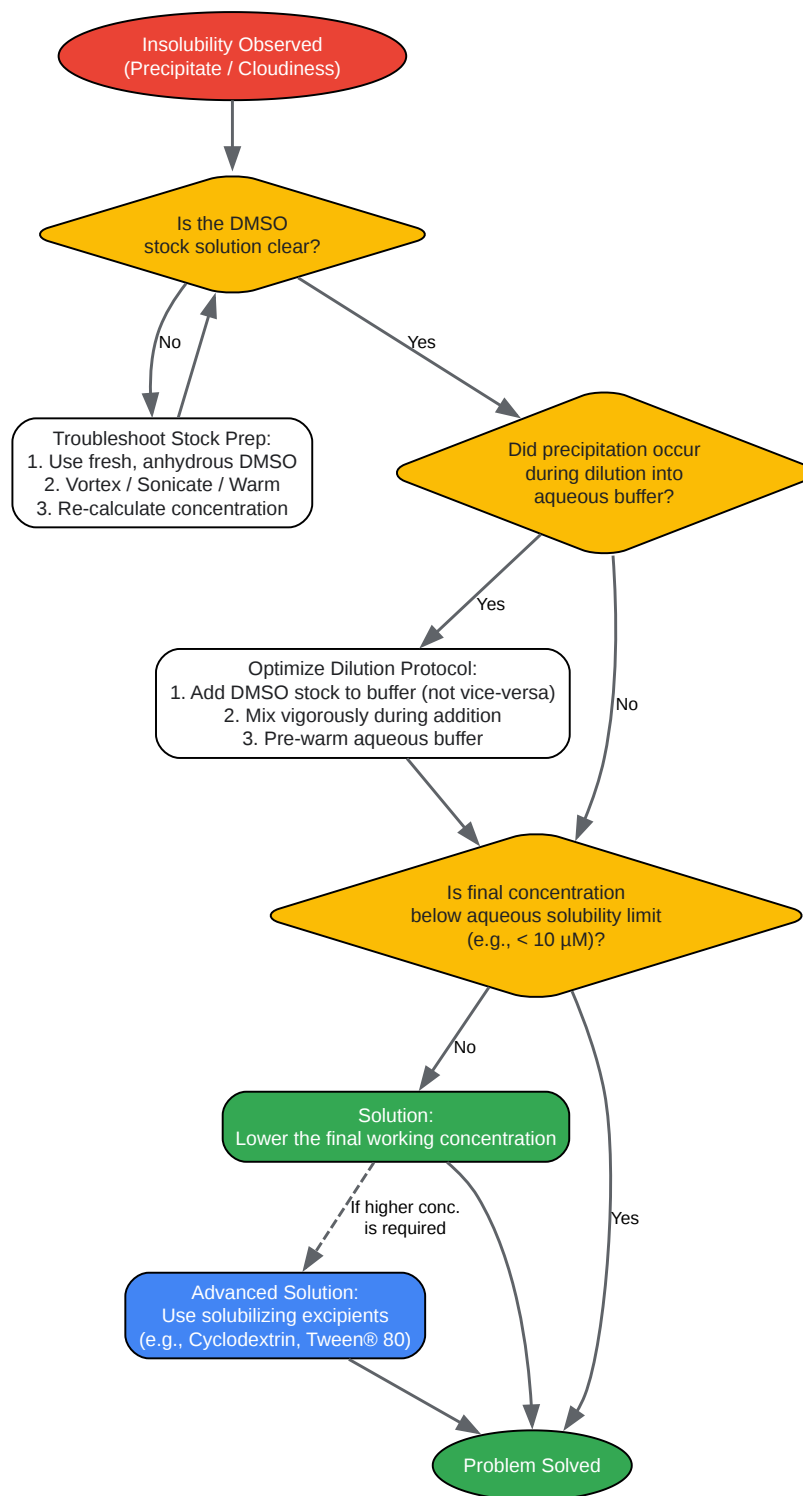 Insolubility Observed
(Precipitate / Cloudiness)
Is the DMSO
stock solution clear?
No
Yes
Troubleshoot Stock Prep:
1. Use fresh, anhydrous DMSO
2. Vortex / Sonicate / Warm
3. Re-calculate concentration
Did precipitation occur
during dilution into
aqueous buffer?
Yes
No
Optimize Dilution Protocol:
1. Add DMSO stock to buffer (not vice-versa)
2. Mix vigorously during addition
3. Pre-warm aqueous buffer
Is final concentration
below aqueous solubility limit
(e.g., < 10 µM)?
No
Yes
Solution:
Lower the final working concentration
If higher conc.
is required
Advanced Solution:
Use solubilizing excipients
(e.g., Cyclodextrin, Tween® 80)
Problem Solved